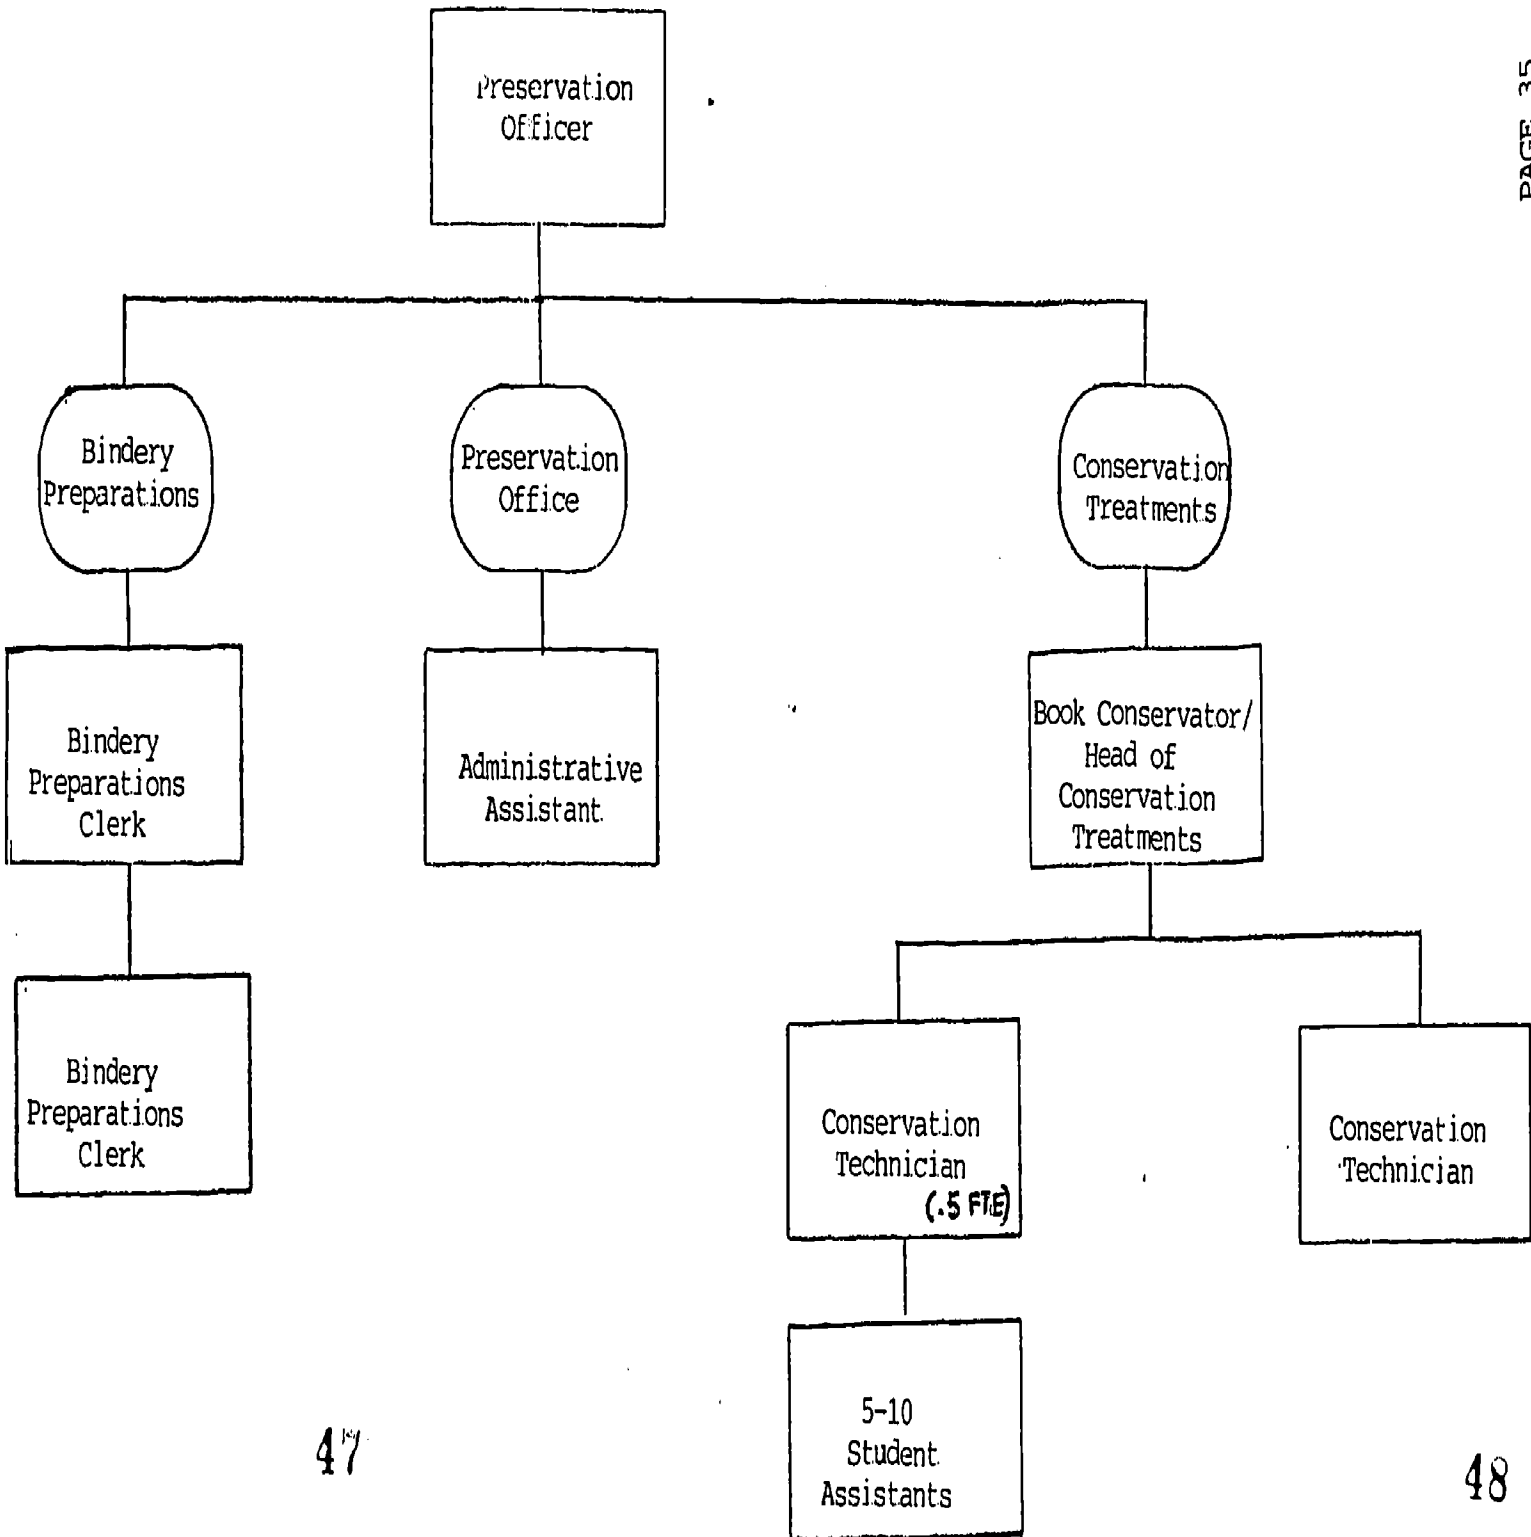 PAGE 35
Preservation
Officer
Bindery
Preparations
Preservation
Office
Conservation
Treatments
Bindery
Preparations
Clerk
Administrative
Assistant
Book Conservator/
Head of
Conservation
Treatments
Bindery
Preparations
Clerk
Conservation
Technician
(.5 FTE)
Conservation
Technician
5-10
Student
Assistants
47
48